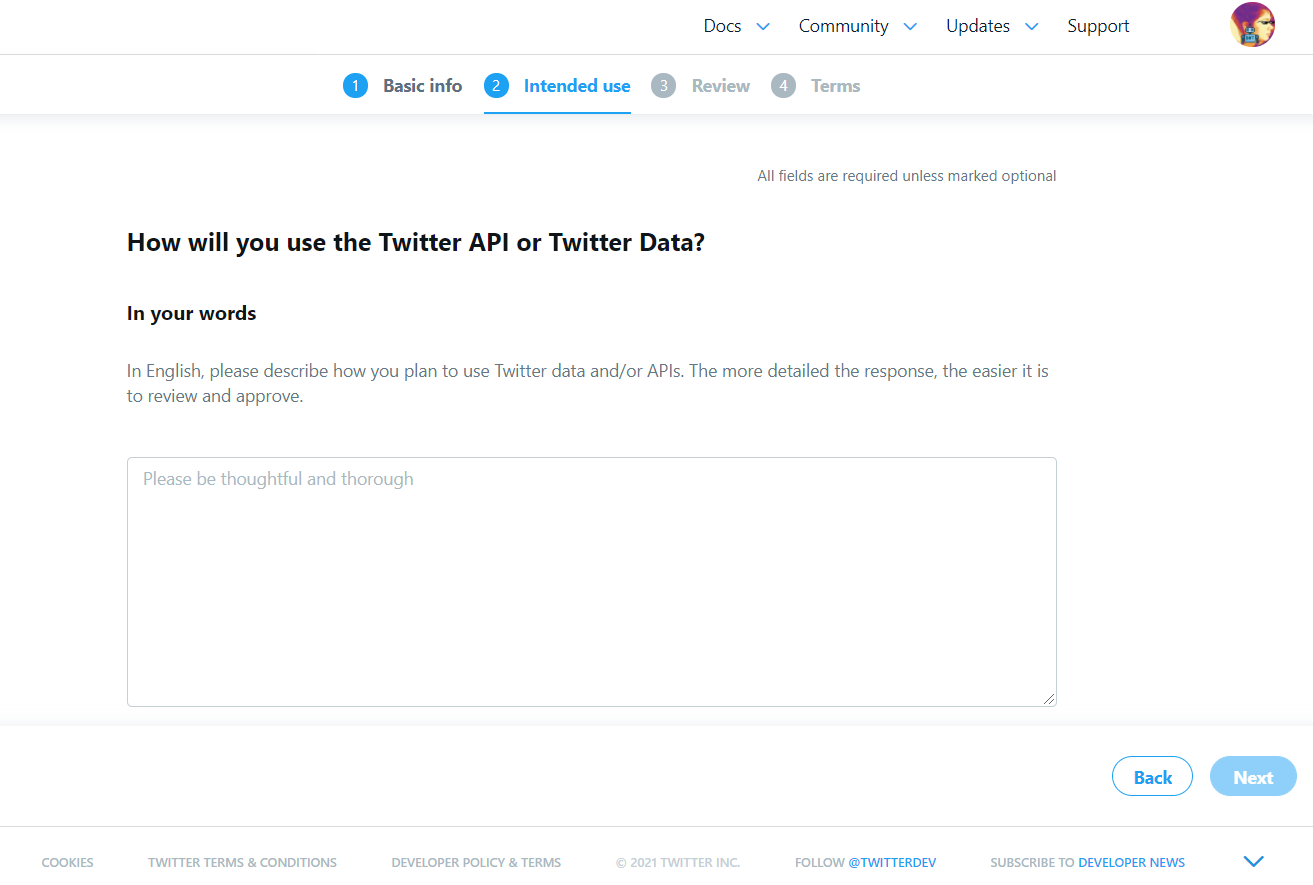 Docs Community Updates Support
1 Basic info 2 Intended use 3 Review 4 Terms
All fields are required unless marked optional
How will you use the Twitter API or Twitter Data?
In your words
In English, please describe how you plan to use Twitter data and/or APIs. The more detailed the response, the easier it is
to review and approve.
Please be thoughtful and thorough
Back Next
COOKIES TWITTER TERMS & CONDITIONS DEVELOPER POLICY & TERMS © 2021 TWITTER INC. FOLLOW @TWITTERDEV SUBSCRIBE TO DEVELOPER NEWS